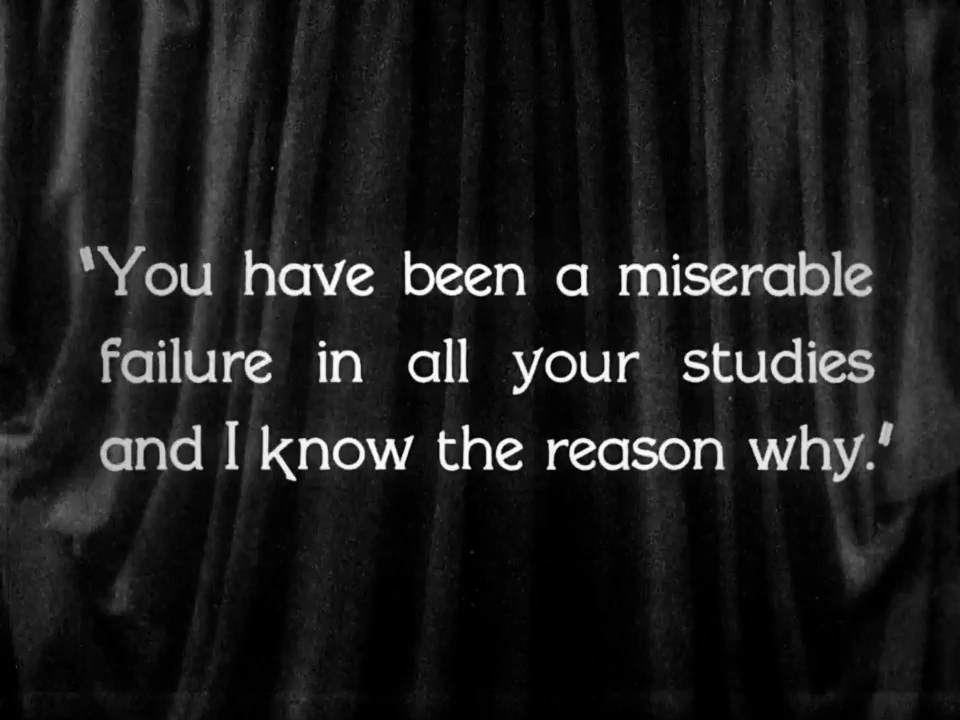 "You have been a miserable
failure in all your studies
and I know the reason why."